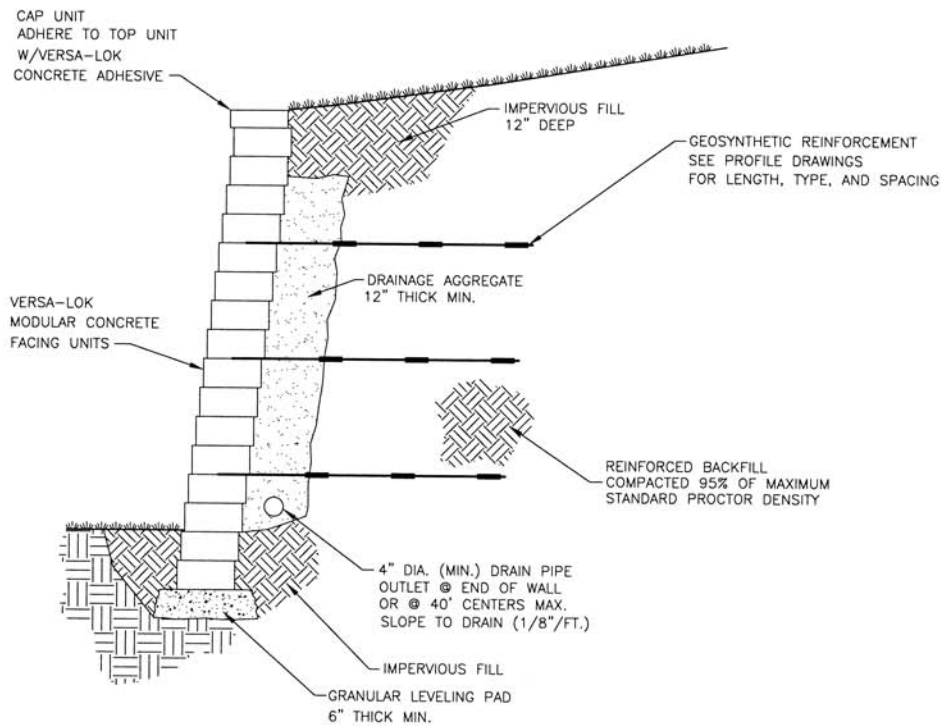 CAP UNIT
ADHERE TO TOP UNIT
W/VERSA-LOK
CONCRETE ADHESIVE
IMPERVIOUS FILL
12" DEEP
GEOSYNTHETIC REINFORCEMENT
SEE PROFILE DRAWINGS
FOR LENGTH, TYPE, AND SPACING
DRAINAGE AGGREGATE
12" THICK MIN.
VERSA-LOK
MODULAR CONCRETE
FACING UNITS
REINFORCED BACKFILL
COMPACTED 95% OF MAXIMUM
STANDARD PROCTOR DENSITY
4" DIA. (MIN.) DRAIN PIPE
OUTLET @ END OF WALL
OR @ 40' CENTERS MAX.
SLOPE TO DRAIN (1/8"/FT.)
IMPERVIOUS FILL
GRANULAR LEVELING PAD
6" THICK MIN.